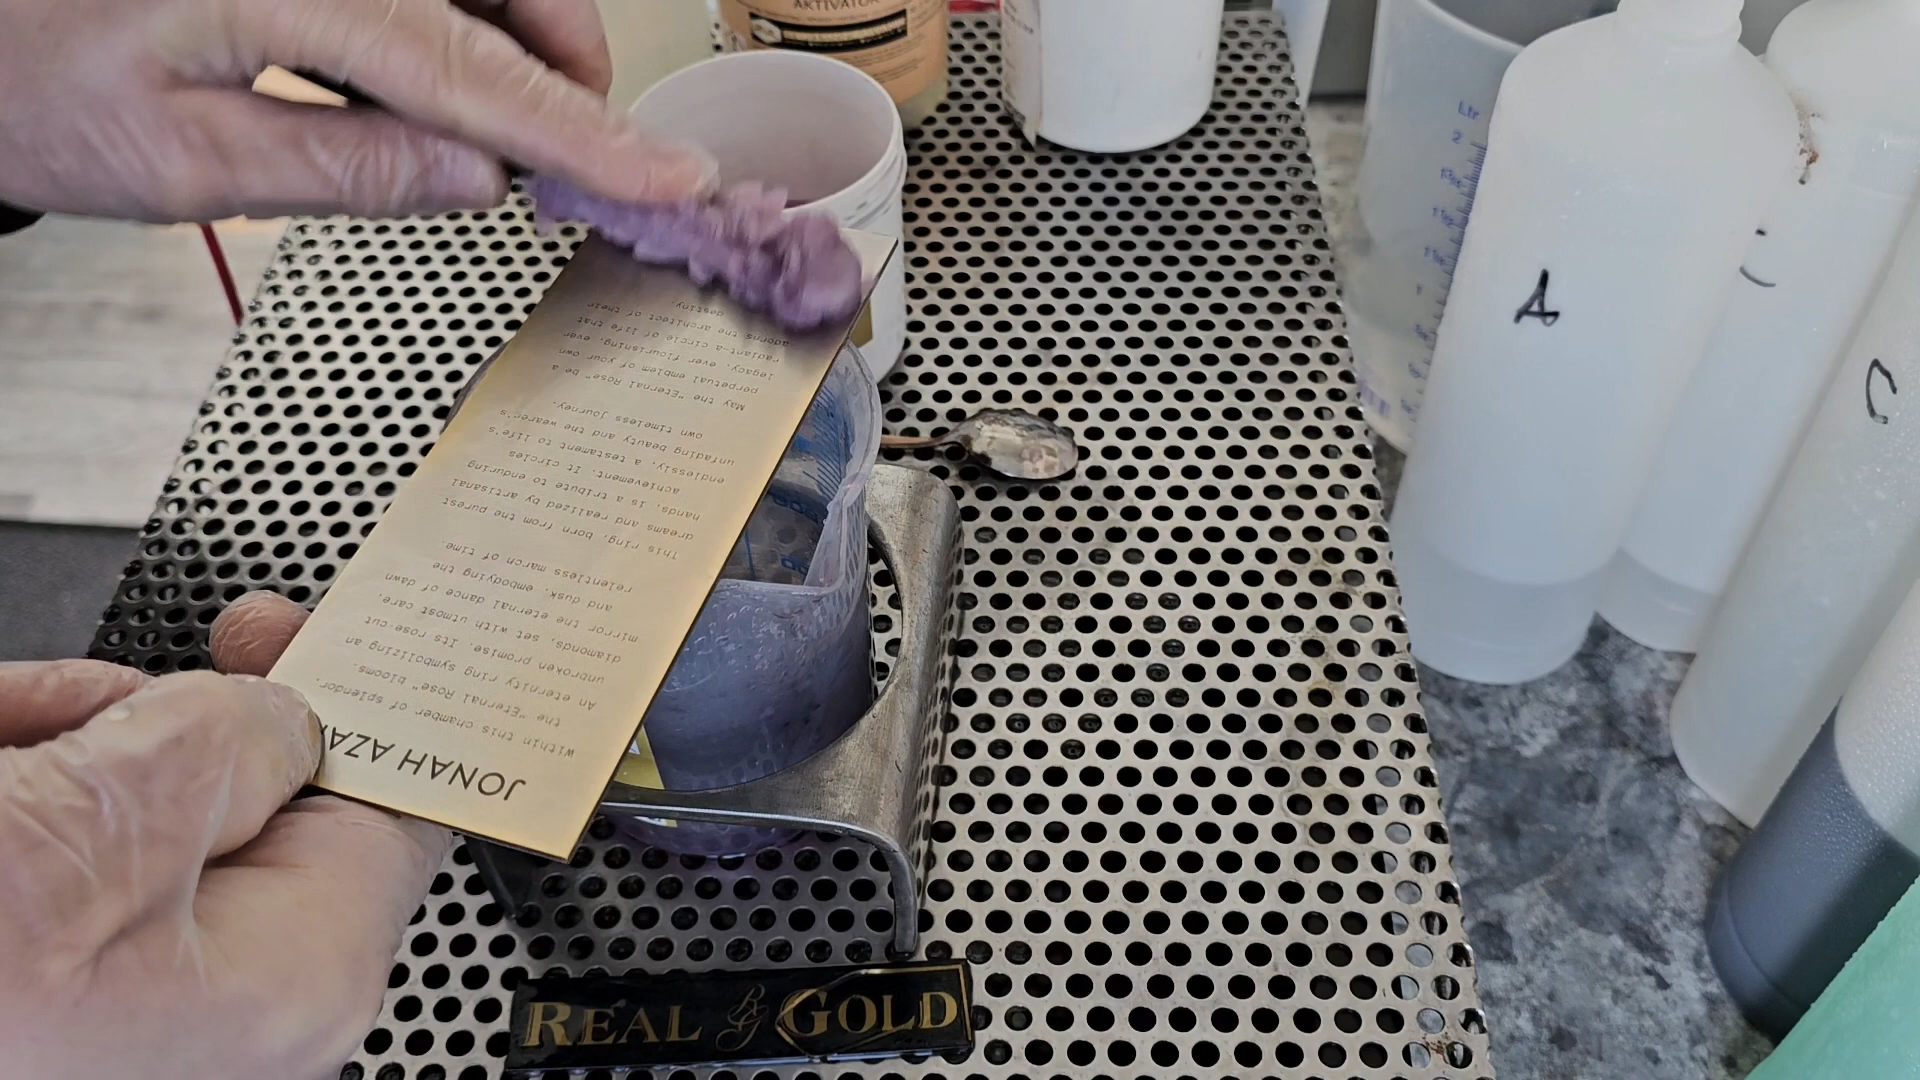 AKTIVATOR
Ltr
2
A
C
JONAH AZAR
Within this chamber of splendor,
the "Eternal Rose" blooms.
An eternity ring symbolizing an
unbroken promise. Its rose-cut
diamonds, set with utmost care,
mirror the eternal dance of dawn
and dusk, embodying the
relentless march of time.
This ring, born from the purest
dreams and realized by artisanal
hands, is a tribute to enduring
achievement. It circles
endlessly, a testament to life's
unfading beauty and the wearer's
own timeless journey.
May the "Eternal Rose" be a
perpetual emblem of your own
legacy, ever flourishing, ever
radiant—a circle of life that
adorns the architect of their
destiny.
REAL RG GOLD